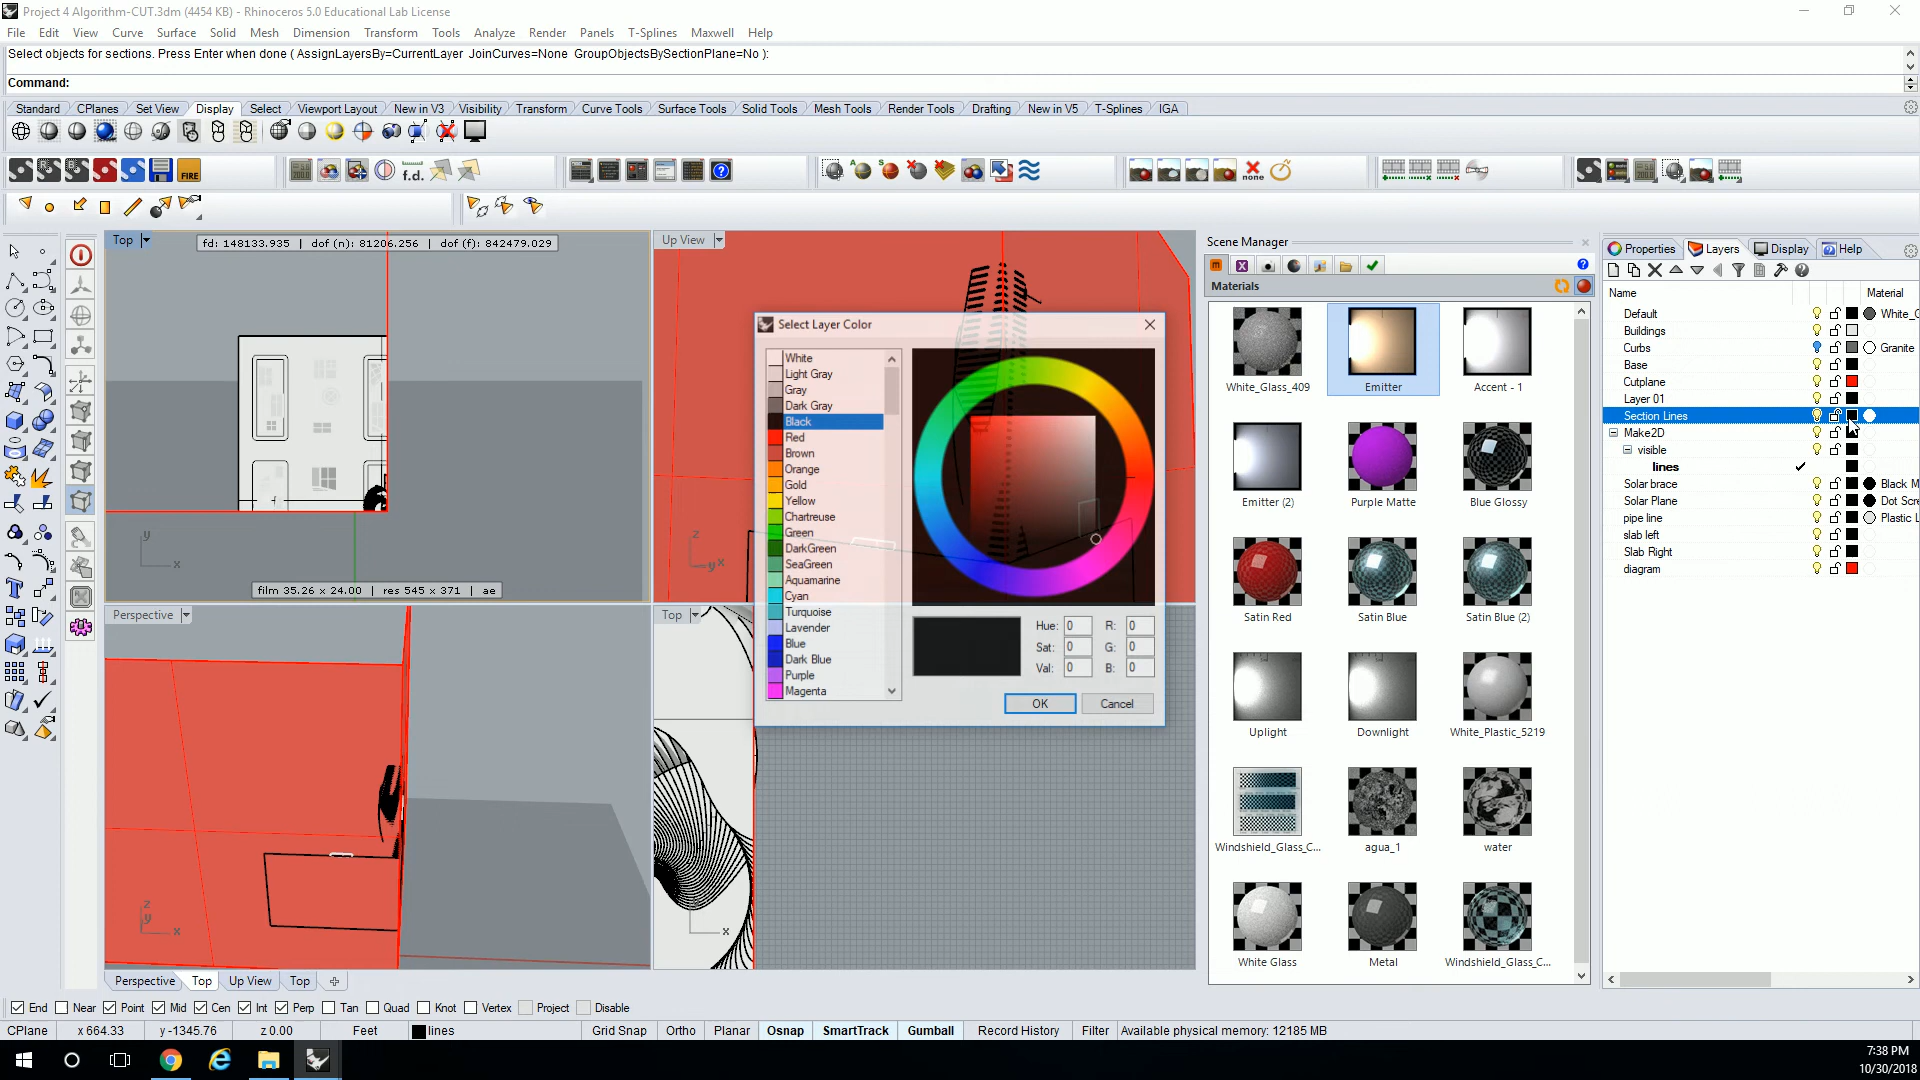 Project 4 Algorithm-CUT.3dm (4454 KB) - Rhinoceros 5.0 Educational Lab License
File Edit View Curve Surface Solid Mesh Dimension Transform Tools Analyze Render Panels T-Splines Maxwell Help
Select objects for sections. Press Enter when done ( AssignLayersBy=CurrentLayer JoinCurves=None GroupObjectsBySectionPlane=No ):
Command:
Standard CPlanes Set View Display Select Viewport Layout New in V3 Visibility Transform Curve Tools Surface Tools Solid Tools Mesh Tools Render Tools Drafting New in V5 T-Splines IGA
FIRE f.d. none
Top
fd: 148133.935 | dof (n): 81206.256 | dof (f): 842479.029
y
x
film 35.26 x 24.00 | res 545 x 371 | ae
Up View
z
y x
Perspective
z
y
x
Top
x
Select Layer Color
White
Light Gray
Gray
Dark Gray
Black
Red
Brown
Orange
Gold
Yellow
Chartreuse
Green
DarkGreen
SeaGreen
Aquamarine
Cyan
Turquoise
Lavender
Blue
Dark Blue
Purple
Magenta
Hue: 0 R: 0
Sat: 0 G: 0
Val: 0 B: 0
OK Cancel
Scene Manager
Materials
White_Glass_409 Emitter Accent - 1
Emitter (2) Purple Matte Blue Glossy
Satin Red Satin Blue Satin Blue (2)
Uplight Downlight White_Plastic_5219
Windshield_Glass_C... agua_1 water
White Glass Metal Windshield_Glass_C...
Properties Layers Display Help
Name Material
Default White_G
Buildings
Curbs Granite
Base
Cutplane
Layer 01
Section Lines
Make2D
visible
lines
Solar brace Black M
Solar Plane Dot Scre
pipe line Plastic L
slab left
Slab Right
diagram
Perspective Top Up View Top
End Near Point Mid Cen Int Perp Tan Quad Knot Vertex Project Disable
CPlane x 664.33 y -1345.76 z 0.00 Feet lines Grid Snap Ortho Planar Osnap SmartTrack Gumball Record History Filter Available physical memory: 12185 MB
7:38 PM
10/30/2018